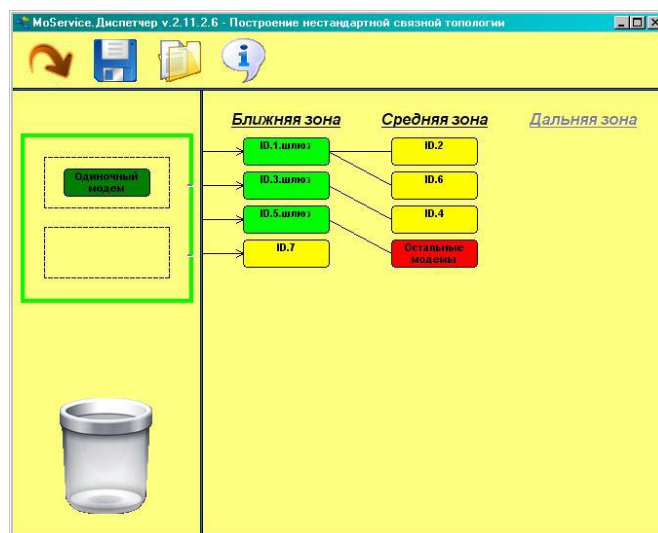 MoService.Диспетчер v.2.11.2.6 - Построение нестандартной связной топологии
Ближняя зона Средняя зона Дальняя зона
ID.1.шлюз ID.2
Одиночный модем
ID.3.шлюз ID.6
ID.5.шлюз ID.4
ID.7 Остальные модемы